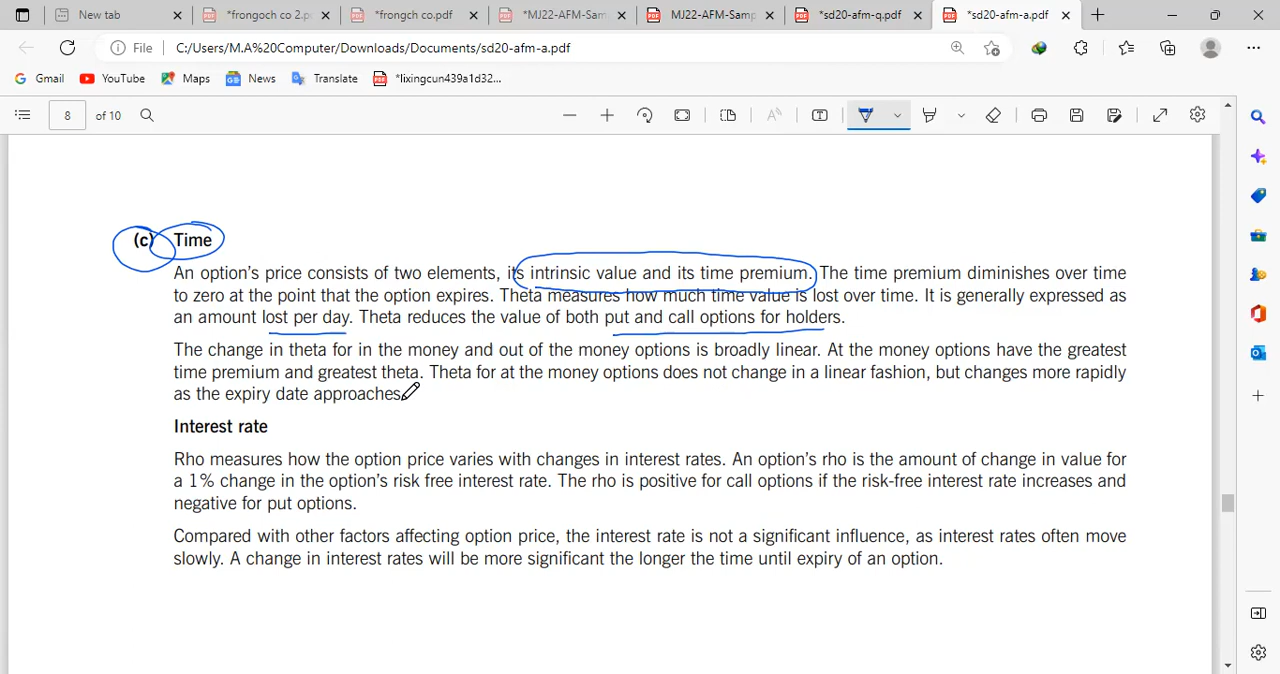 New tab
*frongoch co 2.p
*frongch co.pdf
*MJ22-AFM-Sam
MJ22-AFM-Samp
*sd20-afm-q.pdf
*sd20-afm-a.pdf
File
C:/Users/M.A%20Computer/Downloads/Documents/sd20-afm-a.pdf
Gmail
YouTube
Maps
News
Translate
*lixingcun439a1d32...
8 of 10
(c) Time
An option's price consists of two elements, its intrinsic value and its time premium. The time premium diminishes over time
to zero at the point that the option expires. Theta measures how much time value is lost over time. It is generally expressed as
an amount lost per day. Theta reduces the value of both put and call options for holders.
The change in theta for in the money and out of the money options is broadly linear. At the money options have the greatest
time premium and greatest theta. Theta for at the money options does not change in a linear fashion, but changes more rapidly
as the expiry date approaches
Interest rate
Rho measures how the option price varies with changes in interest rates. An option's rho is the amount of change in value for
a 1% change in the option's risk free interest rate. The rho is positive for call options if the risk-free interest rate increases and
negative for put options.
Compared with other factors affecting option price, the interest rate is not a significant influence, as interest rates often move
slowly. A change in interest rates will be more significant the longer the time until expiry of an option.